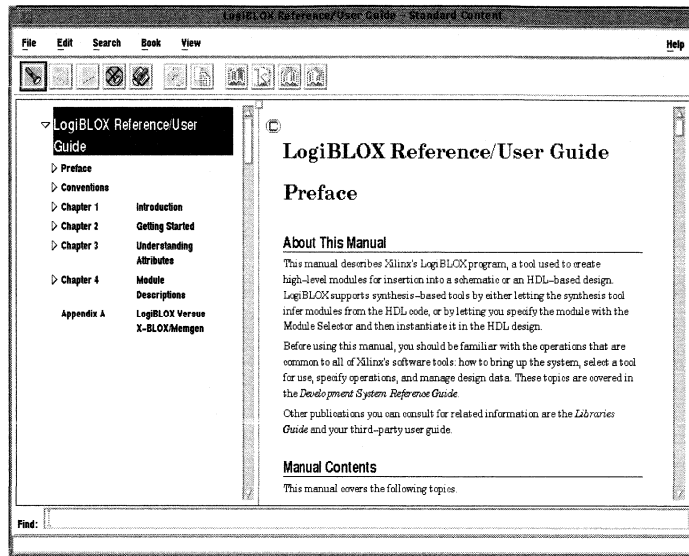 LogiBLOX Reference/User Guide - Standard Content
File Edit Search Book View Help
LogiBLOX Reference/User
Guide
Preface
Conventions
Chapter 1 Introduction
Chapter 2 Getting Started
Chapter 3 Understanding
Attributes
Chapter 4 Module
Descriptions
Appendix A LogiBLOX Versus
X-BLOX/Memgen
LogiBLOX Reference/User Guide
Preface
About This Manual
This manual describes Xilinx's LogiBLOX program, a tool used to create
high-level modules for insertion into a schematic or an HDL-based design.
LogiBLOX supports synthesis-based tools by either letting the synthesis tool
infer modules from the HDL code, or by letting you specify the module with the
Module Selector and then instantiate it in the HDL design.
Before using this manual, you should be familiar with the operations that are
common to all of Xilinx's software tools: how to bring up the system, select a tool
for use, specify operations, and manage design data. These topics are covered in
the Development System Reference Guide.
Other publications you can consult for related information are the Libraries
Guide and your third-party user guide.
Manual Contents
This manual covers the following topics.
Find: